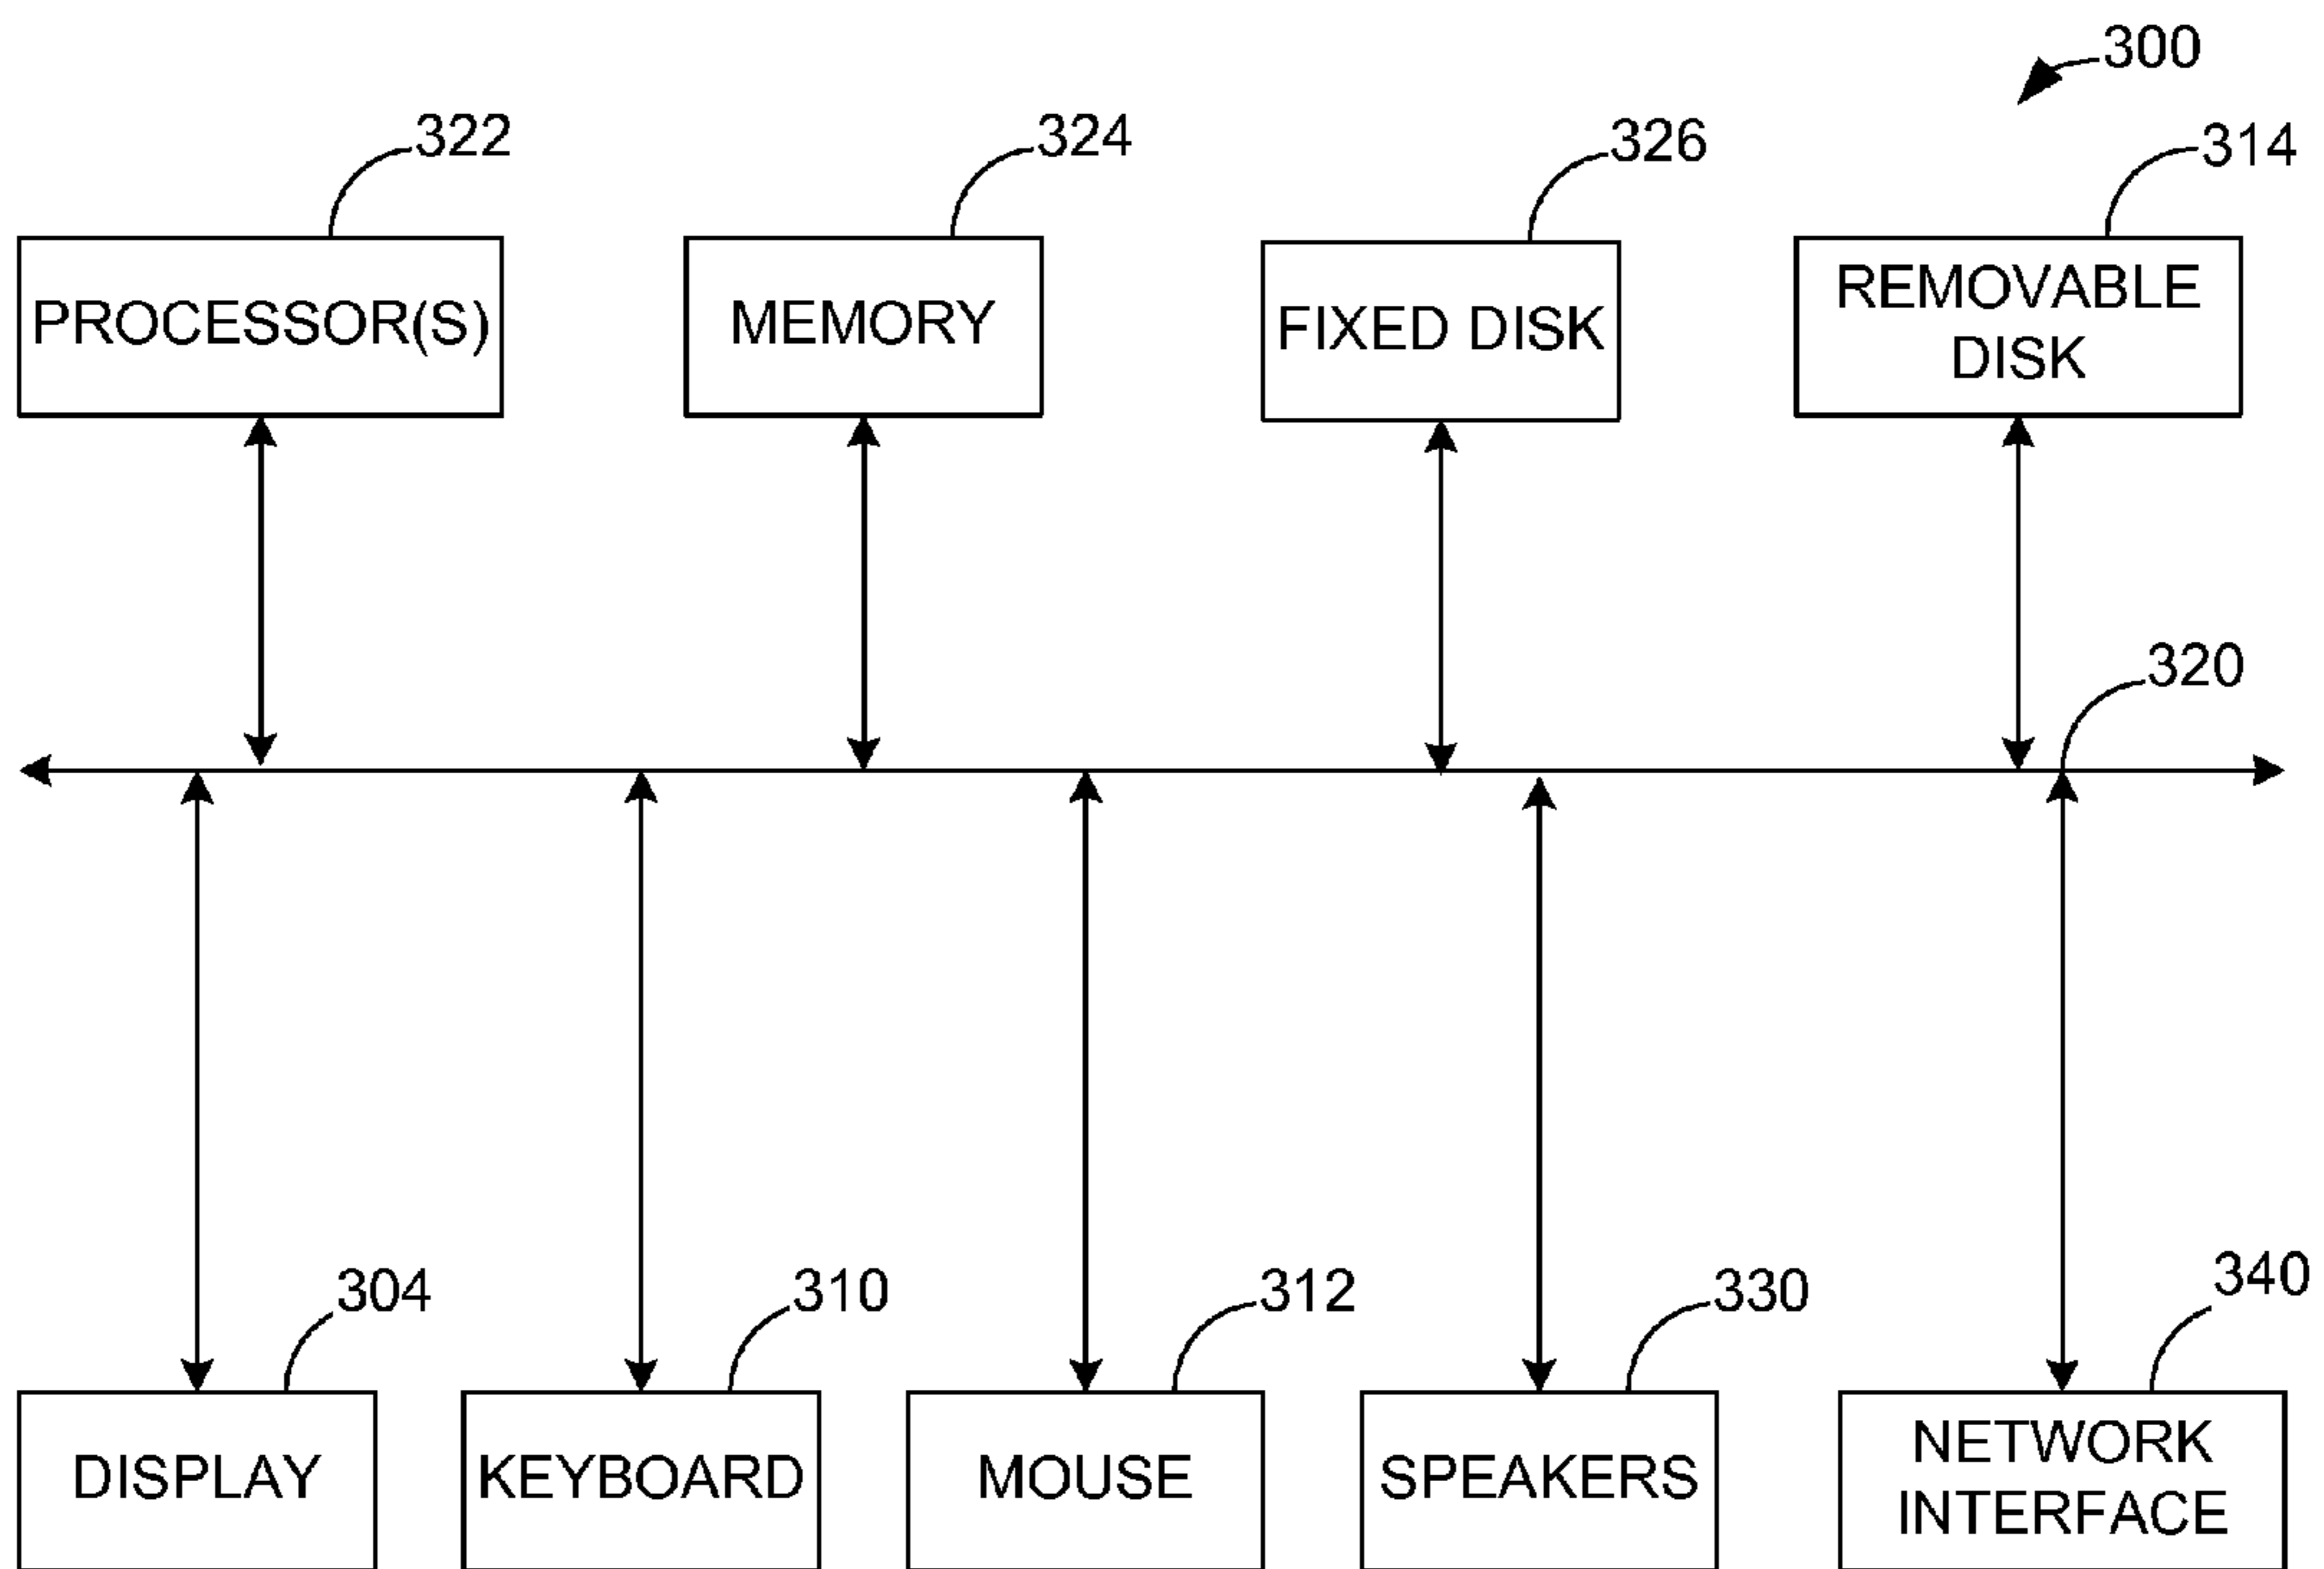 300
322
324
326
314
PROCESSOR(S)
MEMORY
FIXED DISK
REMOVABLE
DISK
320
304
310
312
330
340
DISPLAY
KEYBOARD
MOUSE
SPEAKERS
NETWORK
INTERFACE